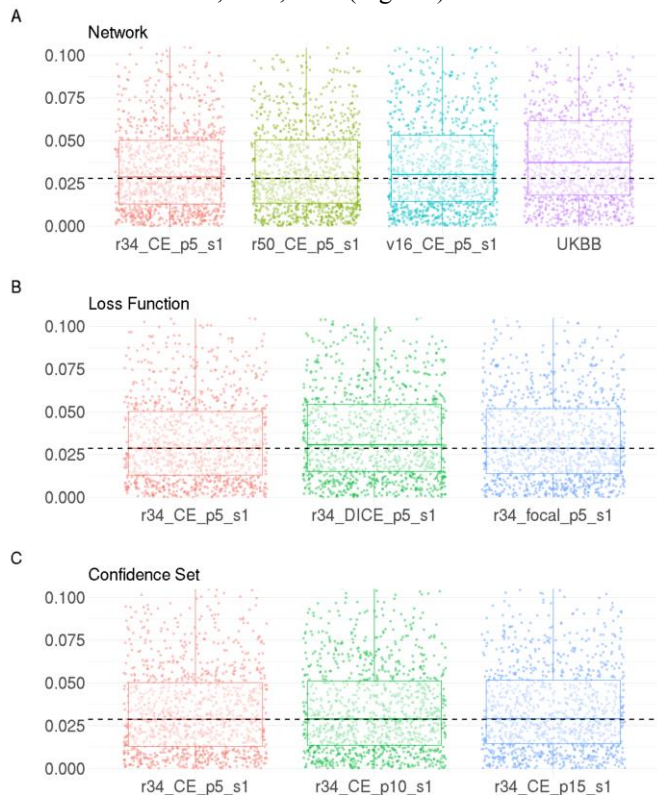 A
Network
0.100
0.075
0.050
0.025
0.000
r34_CE_p5_s1 r50_CE_p5_s1 v16_CE_p5_s1 UKBB
B
Loss Function
0.100
0.075
0.050
0.025
0.000
r34_CE_p5_s1 r34_DICE_p5_s1 r34_focal_p5_s1
C
Confidence Set
0.100
0.075
0.050
0.025
0.000
r34_CE_p5_s1 r34_CE_p10_s1 r34_CE_p15_s1